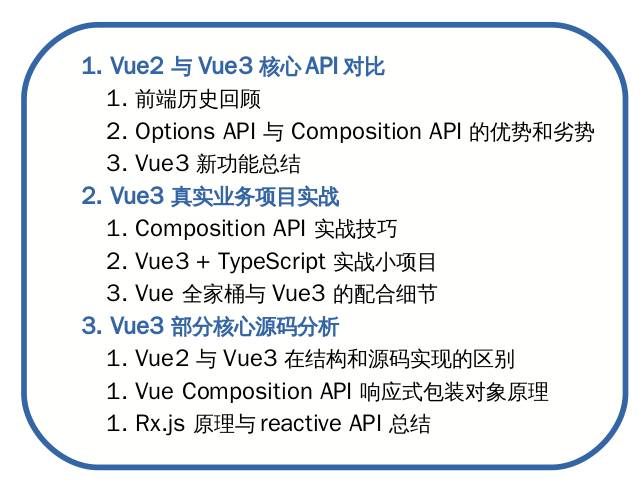 1. Vue2 与 Vue3 核心 API 对比
1. 前端历史回顾
2. Options API 与 Composition API 的优势和劣势
3. Vue3 新功能总结
2. Vue3 真实业务项目实战
1. Composition API 实战技巧
2. Vue3 + TypeScript 实战小项目
3. Vue 全家桶与 Vue3 的配合细节
3. Vue3 部分核心源码分析
1. Vue2 与 Vue3 在结构和源码实现的区别
1. Vue Composition API 响应式包装对象原理
1. Rx.js 原理与 reactive API 总结